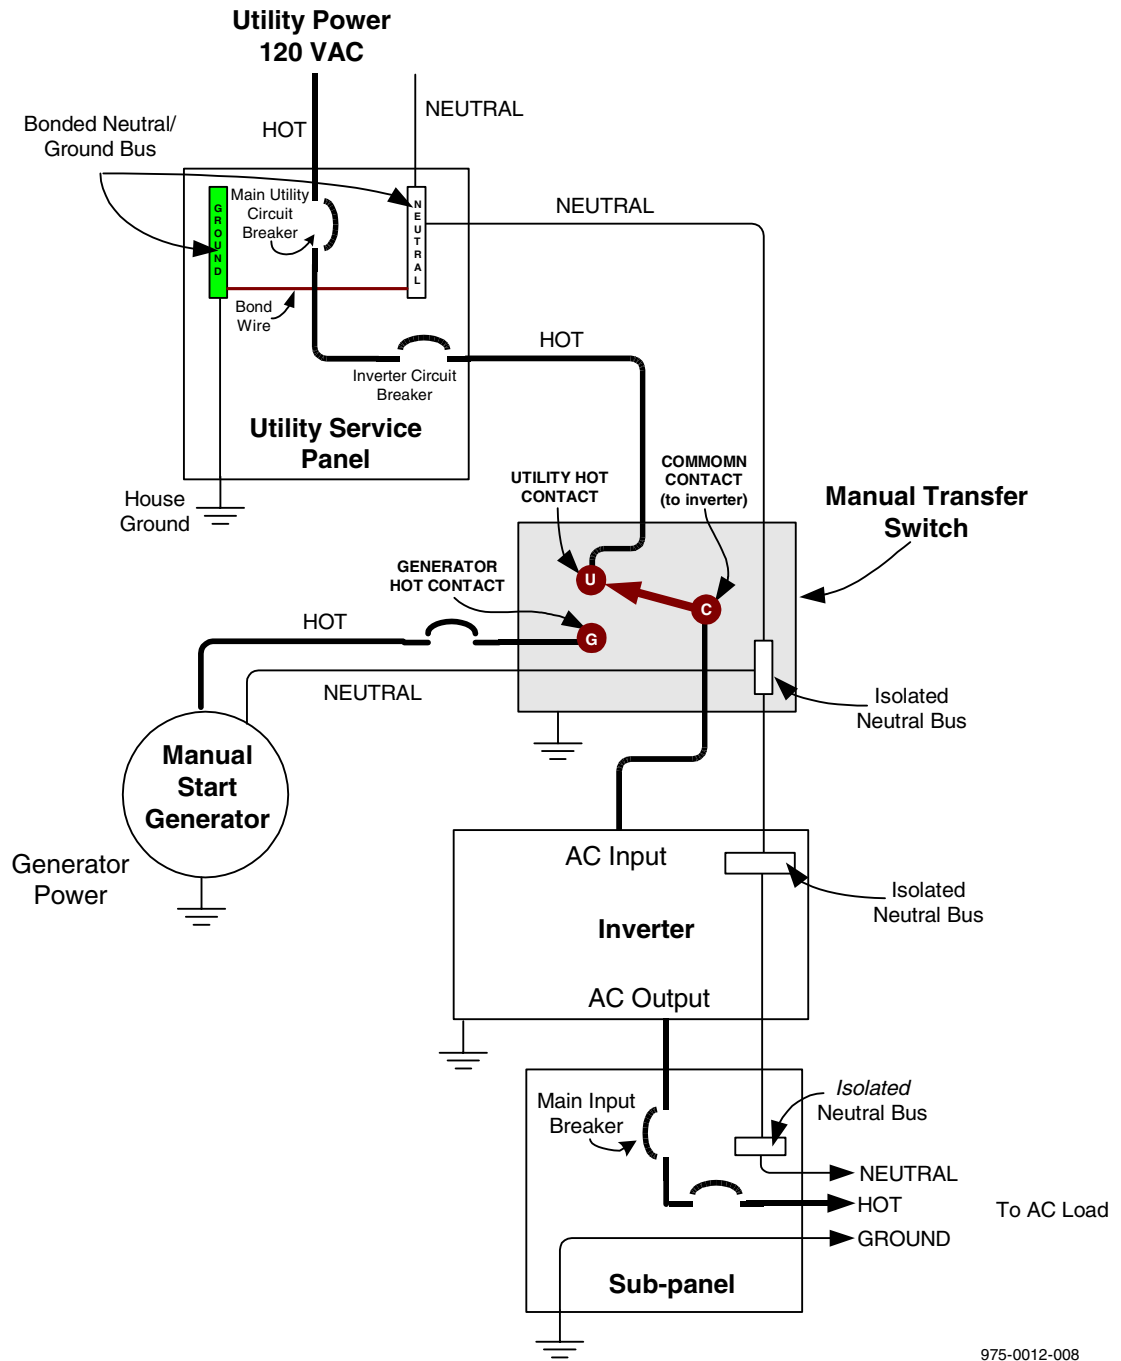 Utility Power
120 VAC
NEUTRAL
HOT
Bonded Neutral/
Ground Bus
GROUND
Main Utility
Circuit
Breaker
NEUTRAL
NEUTRAL
Bond
Wire
HOT
Inverter Circuit
Breaker
Utility Service
Panel
House
Ground
UTILITY HOT
CONTACT
COMMOMN
CONTACT
(to inverter)
Manual Transfer
Switch
GENERATOR
HOT CONTACT
U
C
G
HOT
NEUTRAL
Isolated
Neutral Bus
Manual
Start
Generator
Generator
Power
AC Input
Isolated
Neutral Bus
Inverter
AC Output
Main Input
Breaker
Isolated
Neutral Bus
NEUTRAL
HOT
To AC Load
GROUND
Sub-panel
975-0012-008